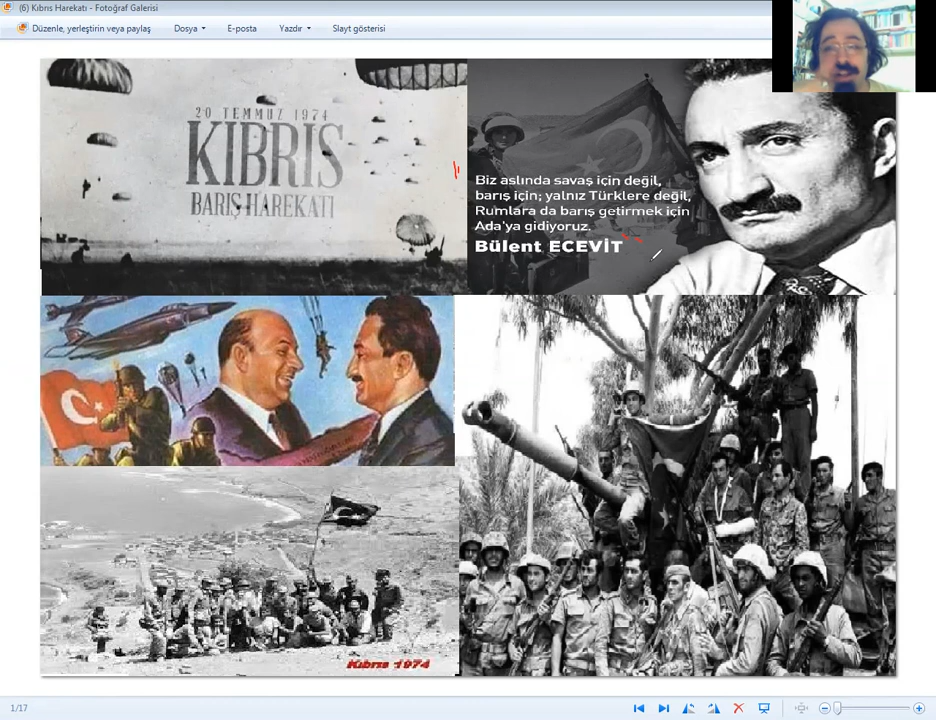 (6) Kıbrıs Harekatı - Fotoğraf Galerisi
Düzenle, yerleştirin veya paylaş
Dosya
E-posta
Yazdır
Slayt gösterisi
20 TEMMUZ 1974
KIBRIS
BARIŞ HAREKATI
Biz aslında savaş için değil,
barış için; yalnız Türklere değil,
Rumlara da barış getirmek için
Ada'ya gidiyoruz.
Bülent ECEVİT
Kıbrıs 1974
1/17